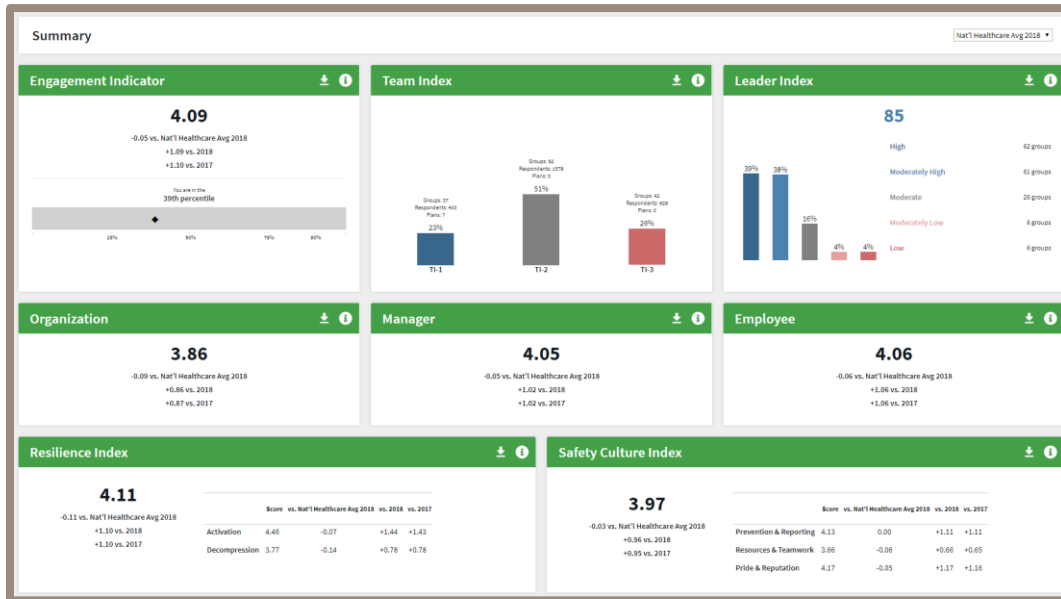 Summary
Nat'l Healthcare Avg 2018
Engagement Indicator
4.09
-0.05 vs. Nat'l Healthcare Avg 2018
+1.09 vs. 2018
+1.10 vs. 2017
You are in the
39th percentile
25% 50% 75% 90%
Team Index
Groups: 82
Respondents: 1579
Plans: 3
51%
Groups: 37
Respondents: 403
Plans: 7
23%
Groups: 42
Plans: 0
26%
TI-1 TI-2 TI-3
Leader Index
85
39% 38% 16% 4% 4%
High 62 groups
Moderately High 61 groups
Moderate 26 groups
Moderately Low 6 groups
Low 6 groups
Organization
3.86
-0.09 vs. Nat'l Healthcare Avg 2018
+0.86 vs. 2018
+0.87 vs. 2017
Manager
4.05
-0.05 vs. Nat'l Healthcare Avg 2018
+1.02 vs. 2018
+1.02 vs. 2017
Employee
4.06
-0.06 vs. Nat'l Healthcare Avg 2018
+1.06 vs. 2018
+1.06 vs. 2017
Resilience Index
4.11
-0.11 vs. Nat'l Healthcare Avg 2018
+1.10 vs. 2018
+1.10 vs. 2017
Score vs. Nat'l Healthcare Avg 2018 vs. 2018 vs. 2017
Activation 4.46 -0.07 +1.44 +1.43
Decompression 3.77 -0.14 +0.78 +0.78
Safety Culture Index
3.97
-0.03 vs. Nat'l Healthcare Avg 2018
+0.96 vs. 2018
+0.95 vs. 2017
Score vs. Nat'l Healthcare Avg 2018 vs. 2018 vs. 2017
Prevention & Reporting 4.13 0.00 +1.11 +1.11
Resources & Teamwork 3.66 -0.06 +0.66 +0.65
Pride & Reputation 4.17 -0.05 +1.17 +1.16